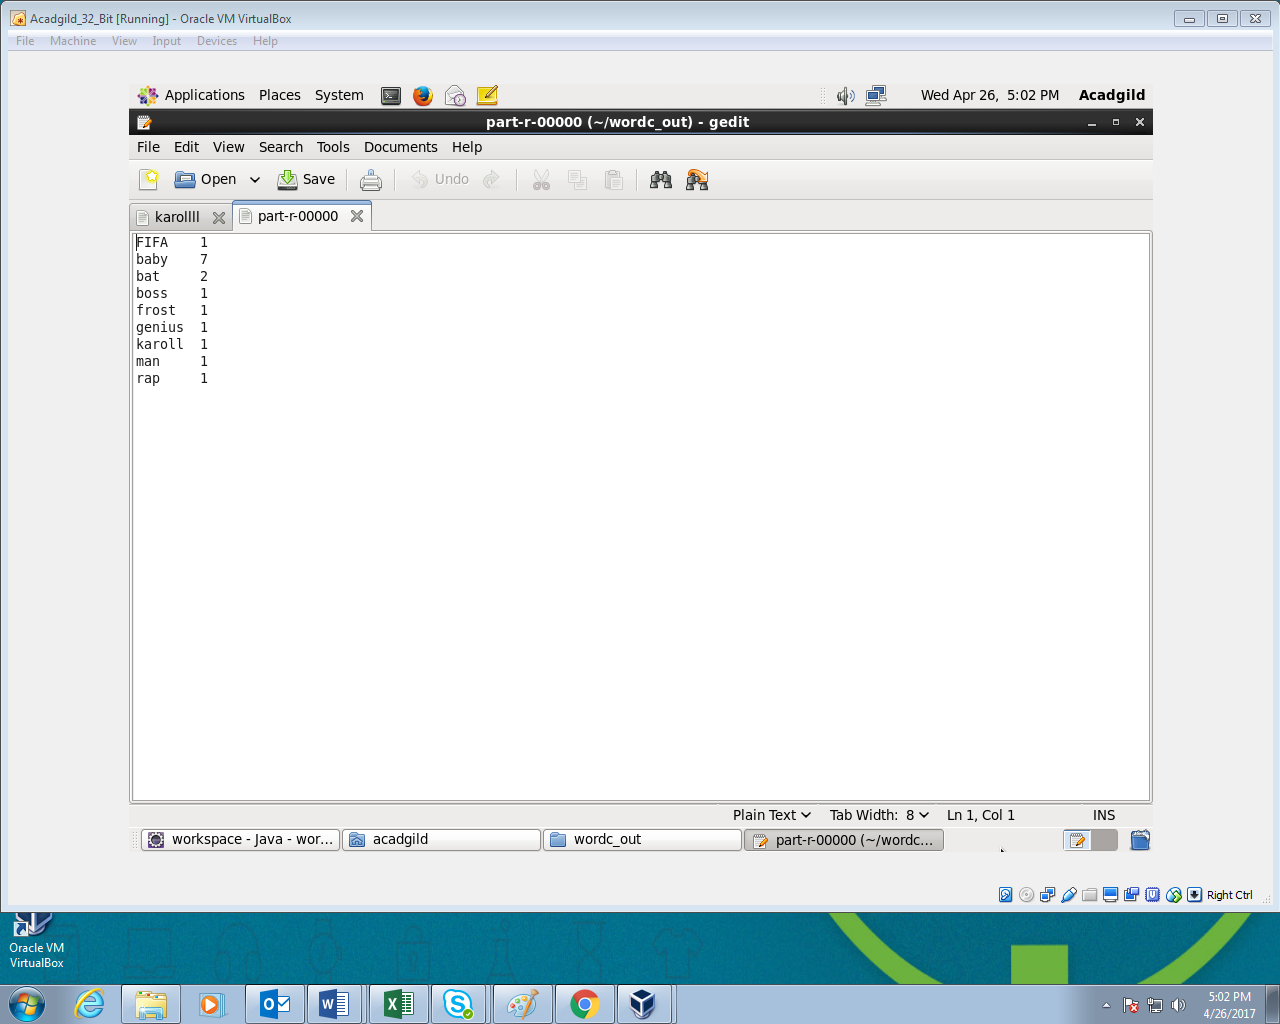 Acadgild_32_Bit [Running] - Oracle VM VirtualBox
File Machine View Input Devices Help
Applications Places System Wed Apr 26, 5:02 PM Acadgild
part-r-00000 (~/wordc_out) - gedit
File Edit View Search Tools Documents Help
Open Save Undo
karollll part-r-00000
FIFA 1
baby 7
bat 2
boss 1
frost 1
genius 1
karoll 1
man 1
rap 1
Plain Text Tab Width: 8 Ln 1, Col 1 INS
workspace - Java - wor... acadgild wordc_out part-r-00000 (~/wordc...
Right Ctrl
Oracle VM
VirtualBox
5:02 PM
4/26/2017